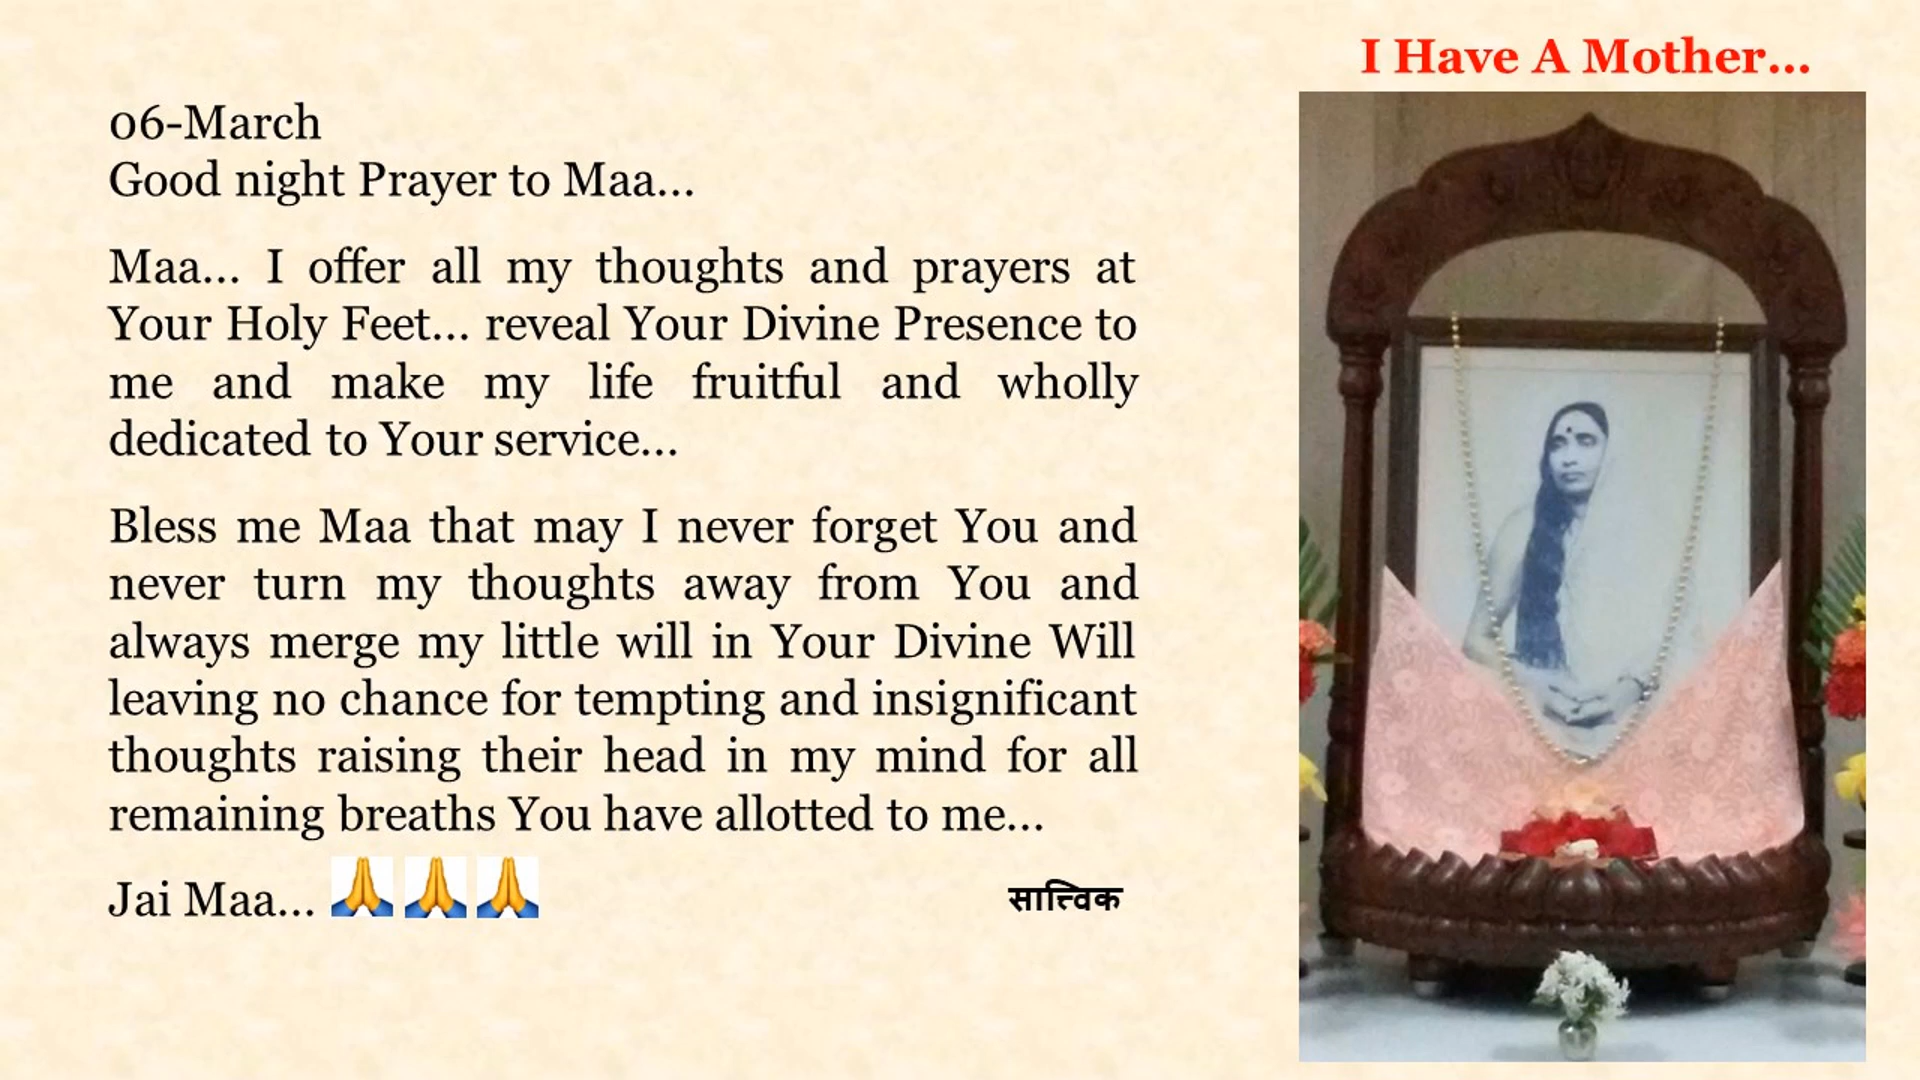 I Have A Mother...
06-March
Good night Prayer to Maa...
Maa... I offer all my thoughts and prayers at
Your Holy Feet... reveal Your Divine Presence to
me and make my life fruitful and wholly
dedicated to Your service...
Bless me Maa that may I never forget You and
never turn my thoughts away from You and
always merge my little will in Your Divine Will
leaving no chance for tempting and insignificant
thoughts raising their head in my mind for all
remaining breaths You have allotted to me...
Jai Maa... 🙏 🙏 🙏
सात्त्विक